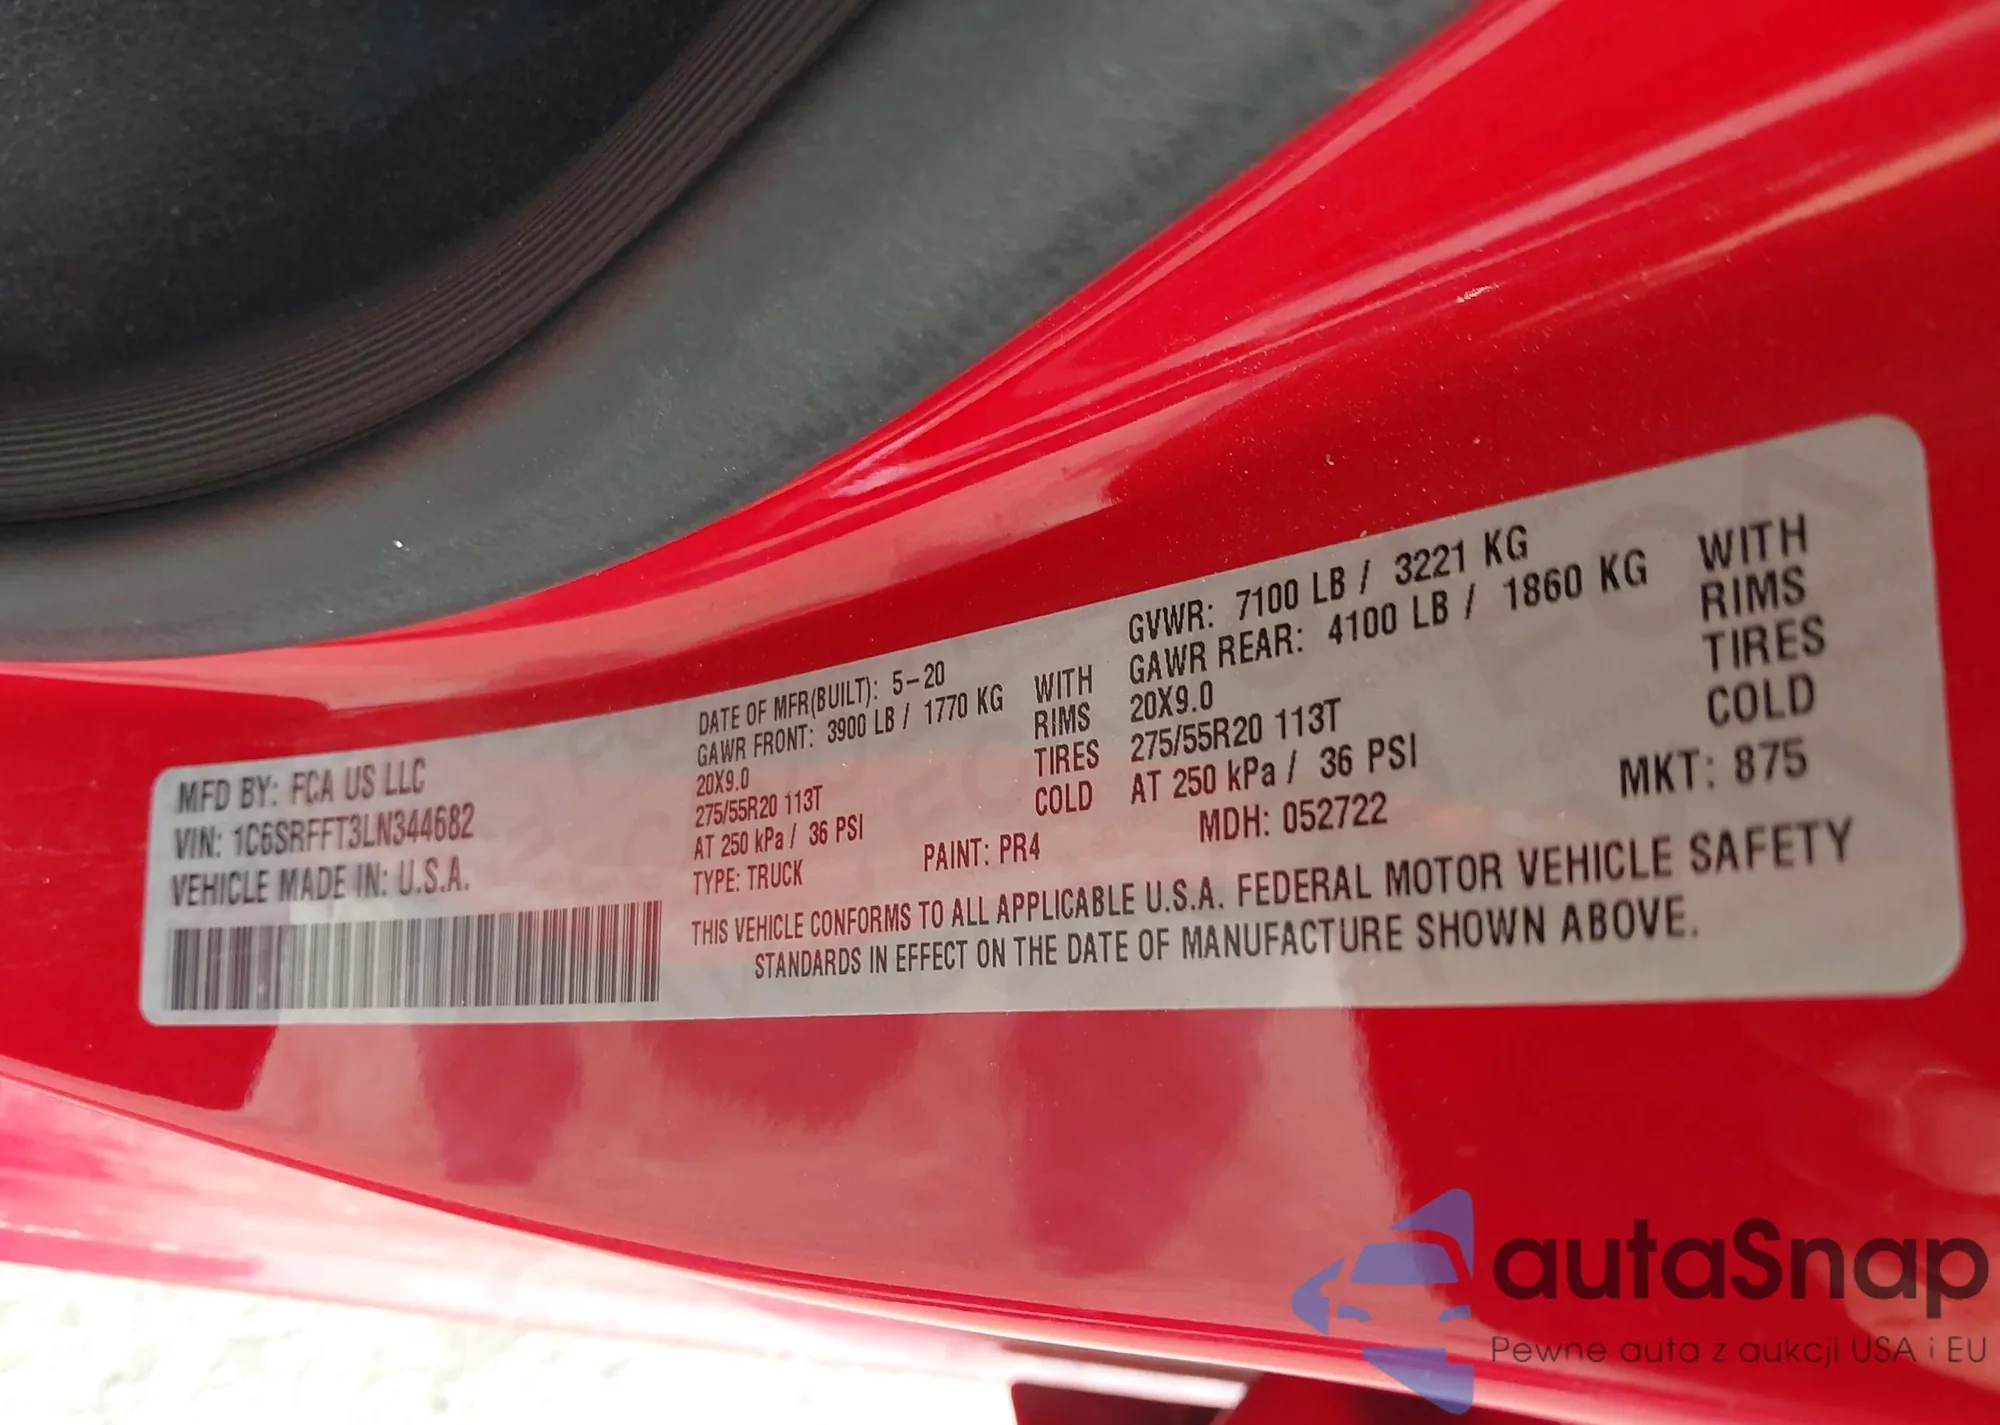 MFD BY: FCA US LLC
VIN: 1C6SRFFT3LN344682
VEHICLE MADE IN: U.S.A.
DATE OF MFR(BUILT): 5-20
GAWR FRONT: 3900 LB / 1770 KG
20X9.0
275/55R20 113T
AT 250 kPa / 36 PSI
TYPE: TRUCK
WITH
RIMS
TIRES
COLD
GVWR: 7100 LB / 3221 KG
GAWR REAR: 4100 LB / 1860 KG
20X9.0
275/55R20 113T
AT 250 kPa / 36 PSI
WITH
RIMS
TIRES
COLD
PAINT: PR4
MDH: 052722
MKT: 875
THIS VEHICLE CONFORMS TO ALL APPLICABLE U.S.A. FEDERAL MOTOR VEHICLE SAFETY
STANDARDS IN EFFECT ON THE DATE OF MANUFACTURE SHOWN ABOVE.
autaSnap
Pewne auta z aukcji USA i EU